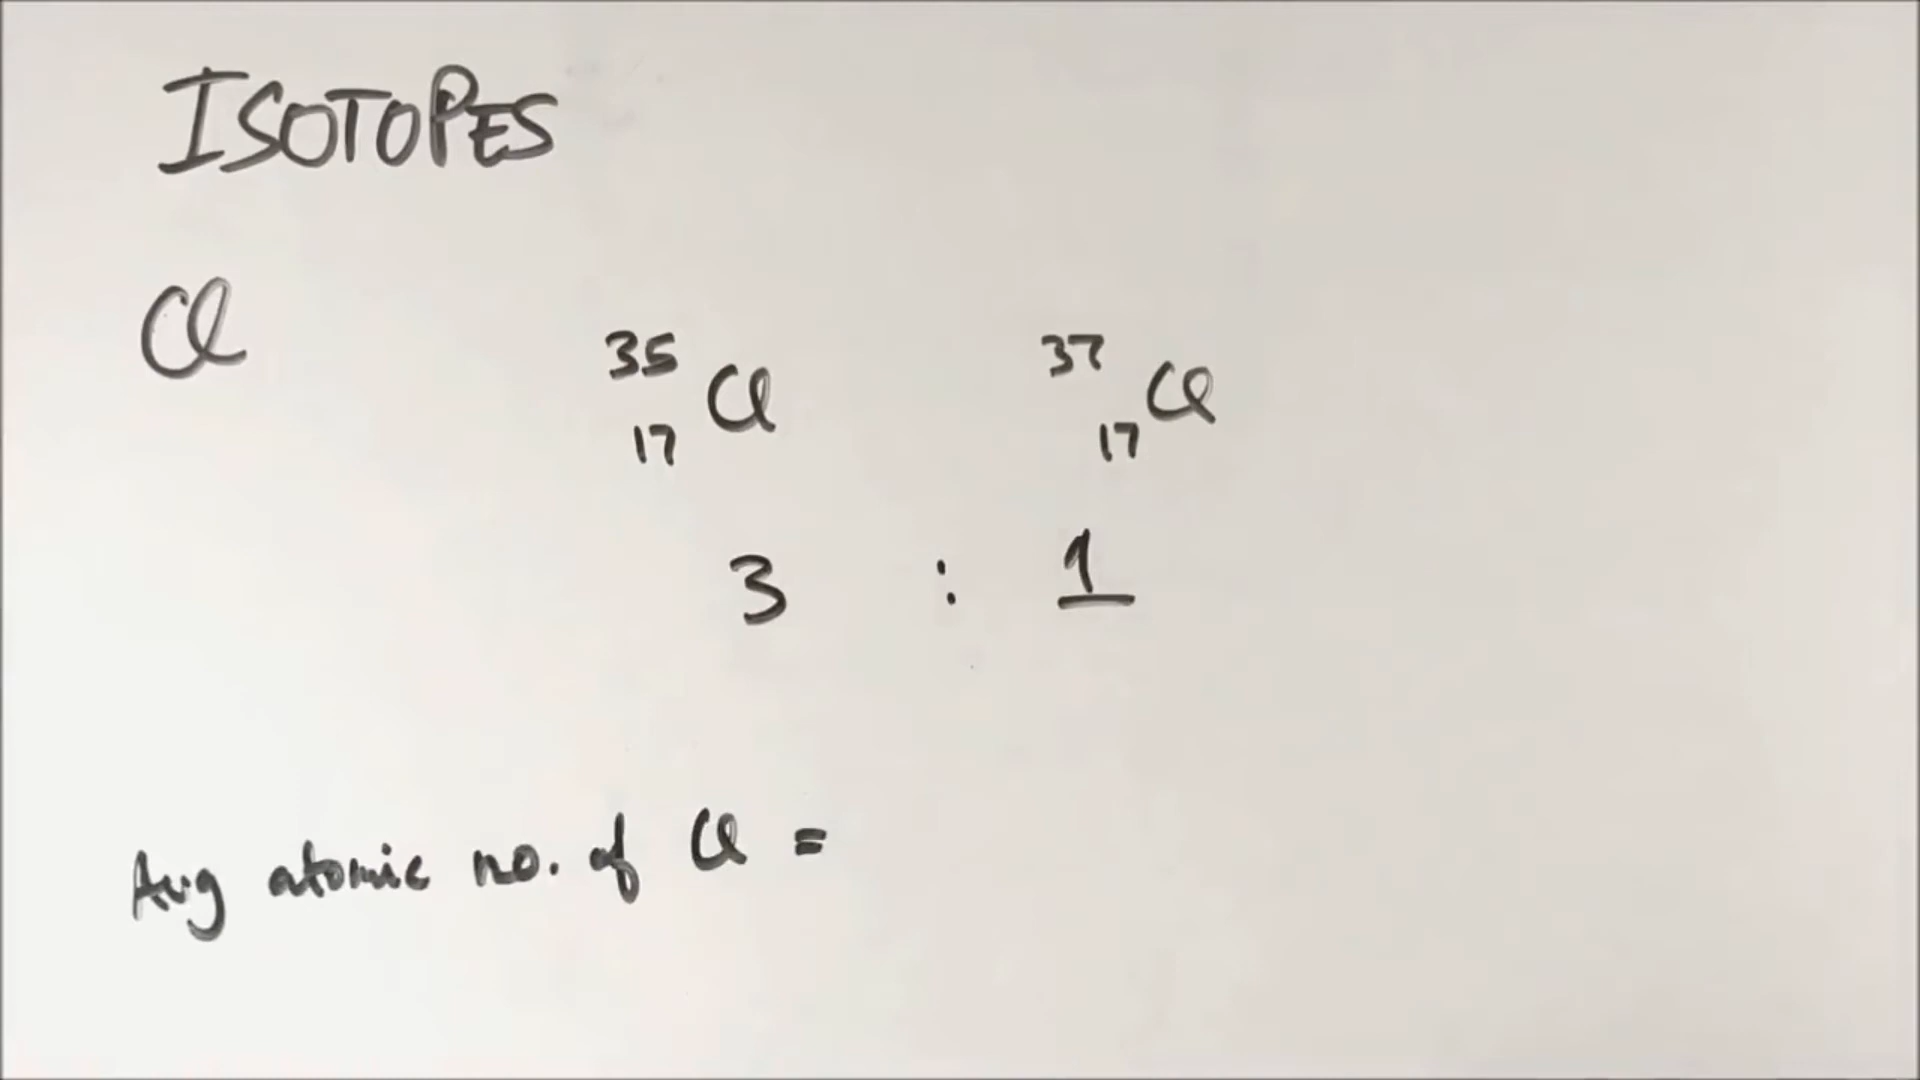 ISOTOPES
Cl 35 17 Cl 37 17 Cl
3 : 1
Avg atomic no. of Cl =